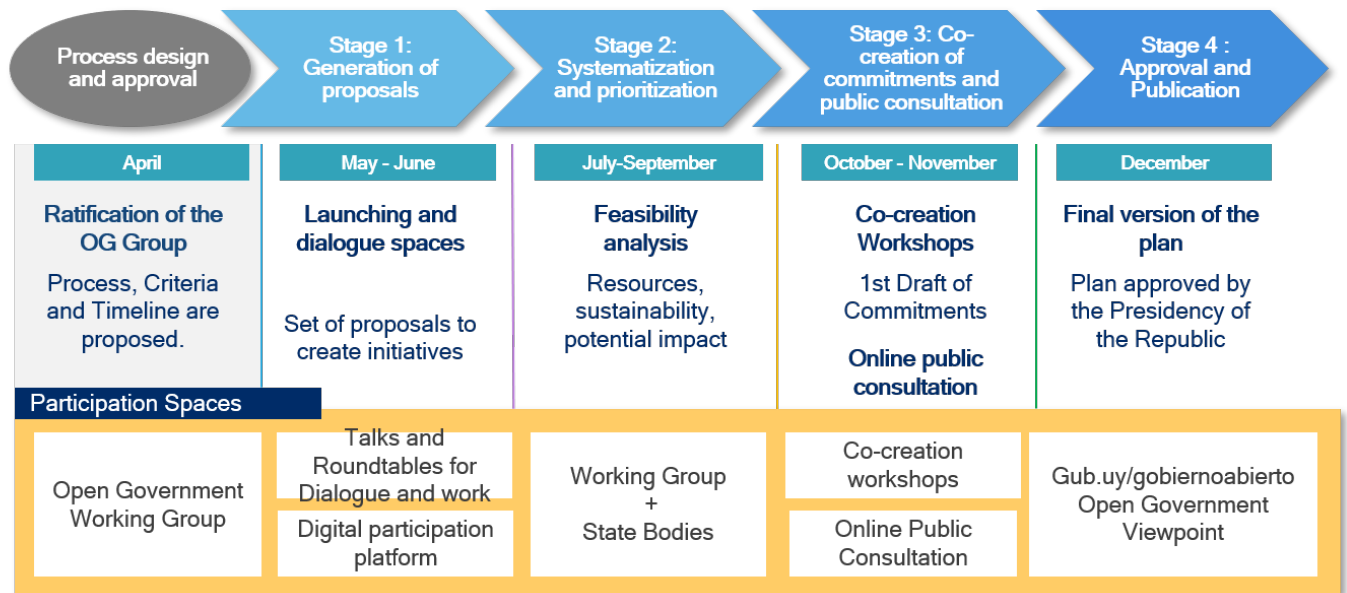 Process design
and approval
Stage 1:
Generation of
proposals
Stage 2:
Systematization
and prioritization
Stage 3: Co-
creation of
commitments and
public consultation
Stage 4 :
Approval and
Publication
April
May - June
July-September
October - November
December
Ratification of the
OG Group
Process, Criteria
and Timeline are
proposed.
Launching and
dialogue spaces
Set of proposals to
create initiatives
Feasibility
analysis
Resources,
sustainability,
potential impact
Co-creation
Workshops
1st Draft of
Commitments
Online public
consultation
Final version of the
plan
Plan approved by
the Presidency of
the Republic
Participation Spaces
Open Government
Working Group
Talks and
Roundtables for
Dialogue and work
Digital participation
platform
Working Group
+
State Bodies
Co-creation
workshops
Online Public
Consultation
Gub.uy/gobiernoabierto
Open Government
Viewpoint